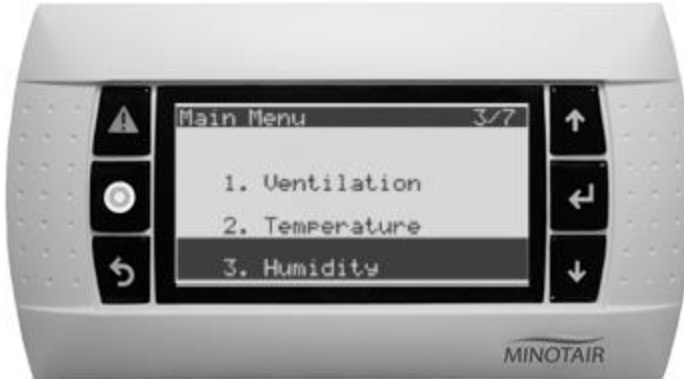 Main Menu 3/7
1. Ventilation
2. Temperature
3. Humidity
MINOTAIR